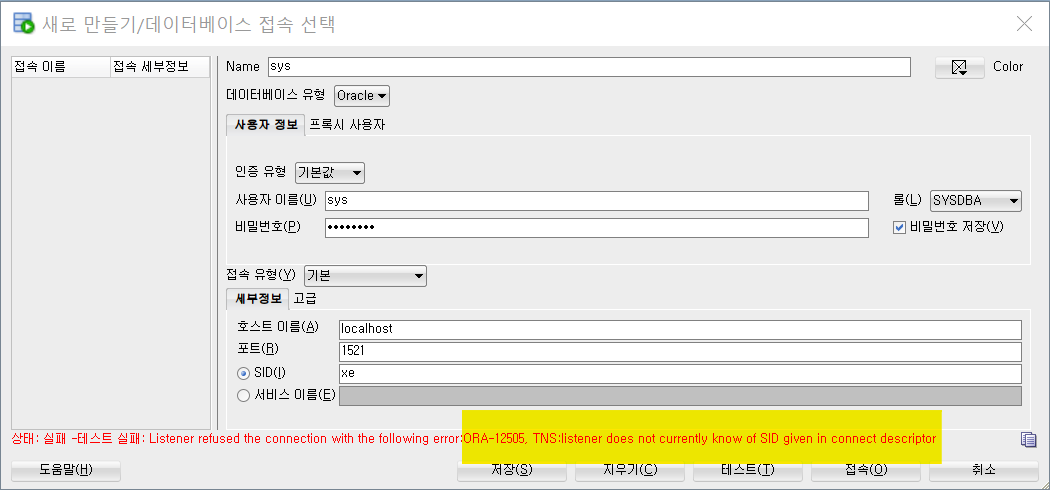 새로 만들기/데이터베이스 접속 선택
접속 이름 접속 세부정보
Name sys Color
데이터베이스 유형 Oracle
사용자 정보 프록시 사용자
인증 유형 기본값
사용자 이름(U) sys 롤(L) SYSDBA
비밀번호(P) •••••••• 비밀번호 저장(V)
접속 유형(Y) 기본
세부정보 고급
호스트 이름(A) localhost
포트(R) 1521
SID(I) xe
서비스 이름(E)
상태: 실패 -테스트 실패: Listener refused the connection with the following error:ORA-12505, TNS:listener does not currently know of SID given in connect descriptor
도움말(H) 저장(S) 지우기(C) 테스트(T) 접속(O) 취소